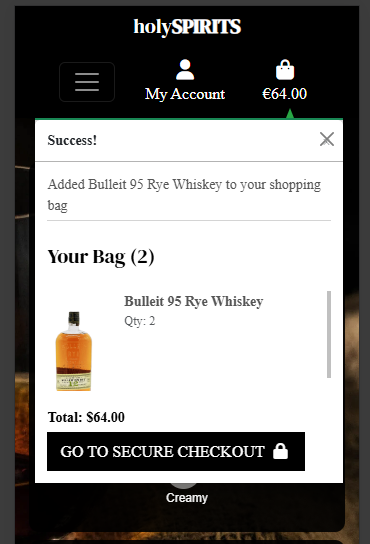 holySPIRITS
My Account
€64.00
Success!
Added Bulleit 95 Rye Whiskey to your shopping
bag
Your Bag (2)
Bulleit 95 Rye Whiskey
Qty: 2
Total: $64.00
GO TO SECURE CHECKOUT
Creamy